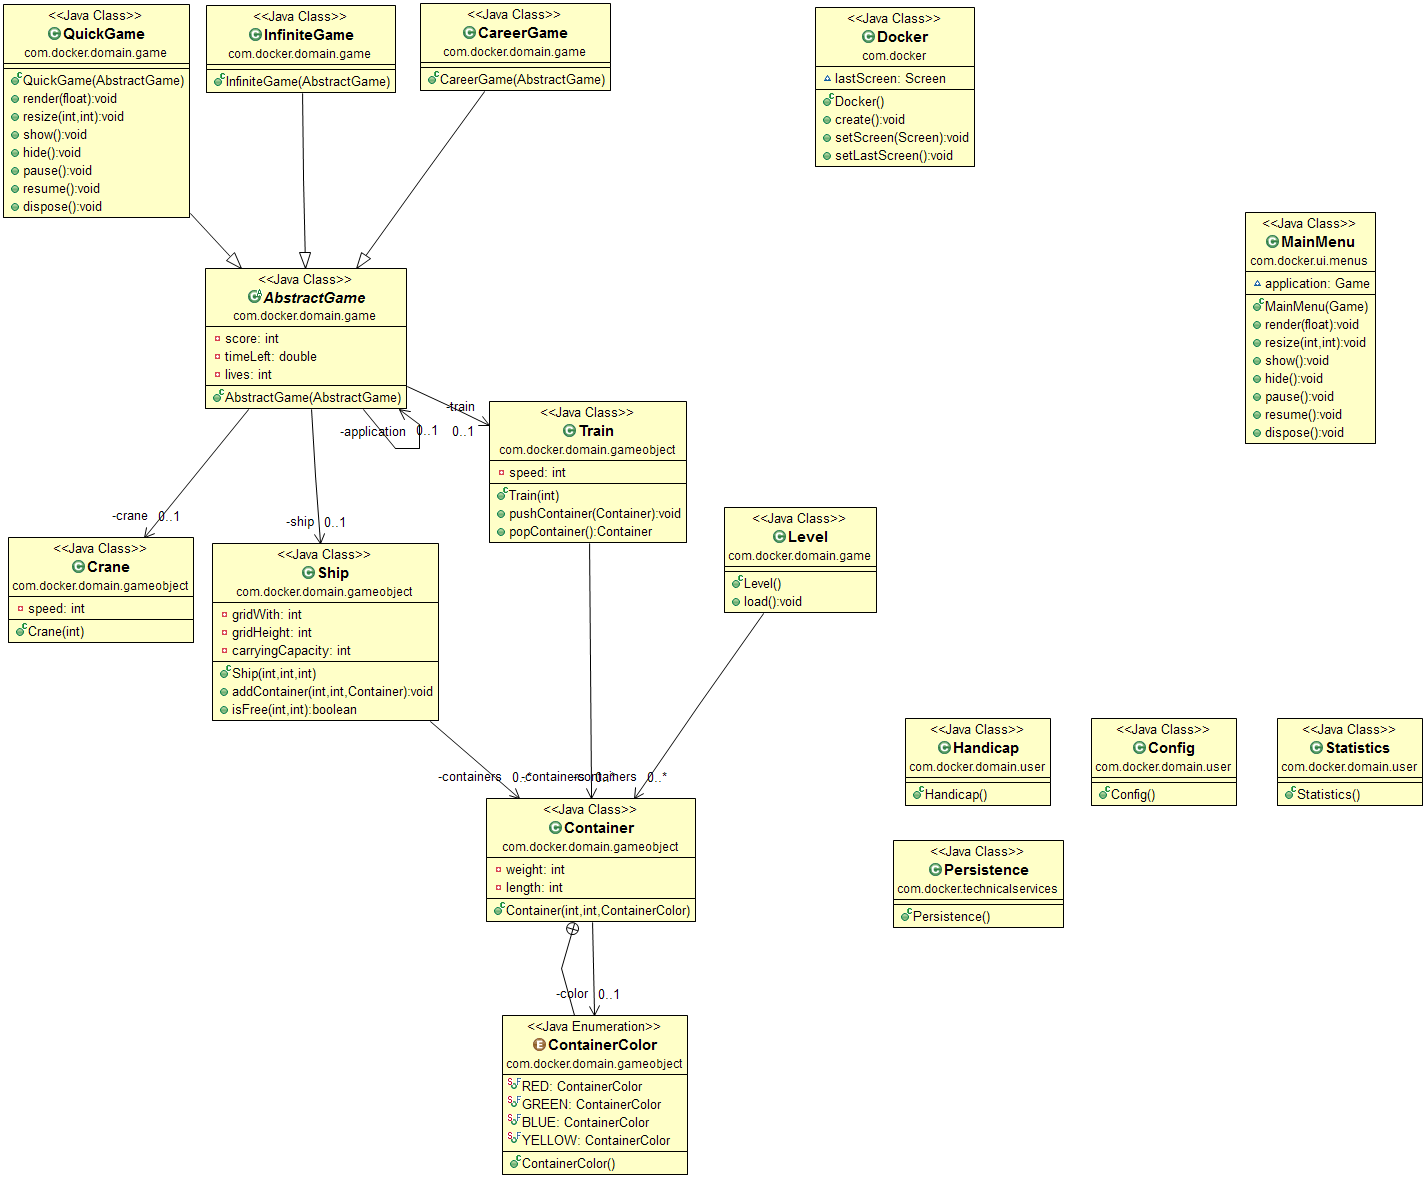 <<Java Class>>
QuickGame
com.docker.domain.game
QuickGame(AbstractGame)
render(float):void
resize(int,int):void
show():void
hide():void
pause():void
resume():void
dispose():void
<<Java Class>>
InfiniteGame
com.docker.domain.game
InfiniteGame(AbstractGame)
<<Java Class>>
CareerGame
com.docker.domain.game
CareerGame(AbstractGame)
<<Java Class>>
Docker
com.docker
lastScreen: Screen
Docker()
create():void
setScreen(Screen):void
setLastScreen():void
<<Java Class>>
MainMenu
com.docker.ui.menus
application: Game
MainMenu(Game)
render(float):void
resize(int,int):void
show():void
hide():void
pause():void
resume():void
dispose():void
<<Java Class>>
AbstractGame
com.docker.domain.game
score: int
timeLeft: double
lives: int
AbstractGame(AbstractGame)
-train
0..1
-application 0..1
-crane 0..1
-ship 0..1
<<Java Class>>
Train
com.docker.domain.gameobject
speed: int
Train(int)
pushContainer(Container):void
popContainer():Container
<<Java Class>>
Level
com.docker.domain.game
Level()
load():void
<<Java Class>>
Crane
com.docker.domain.gameobject
speed: int
Crane(int)
<<Java Class>>
Ship
com.docker.domain.gameobject
gridWith: int
gridHeight: int
carryingCapacity: int
Ship(int,int,int)
addContainer(int,int,Container):void
isFree(int,int):boolean
-containers 0..*
-containers 0..*
-containers 0..*
<<Java Class>>
Container
com.docker.domain.gameobject
weight: int
length: int
Container(int,int,ContainerColor)
-color 0..1
<<Java Enumeration>>
ContainerColor
com.docker.domain.gameobject
RED: ContainerColor
GREEN: ContainerColor
BLUE: ContainerColor
YELLOW: ContainerColor
ContainerColor()
<<Java Class>>
Handicap
com.docker.domain.user
Handicap()
<<Java Class>>
Config
com.docker.domain.user
Config()
<<Java Class>>
Statistics
com.docker.domain.user
Statistics()
<<Java Class>>
Persistence
com.docker.technicalservices
Persistence()